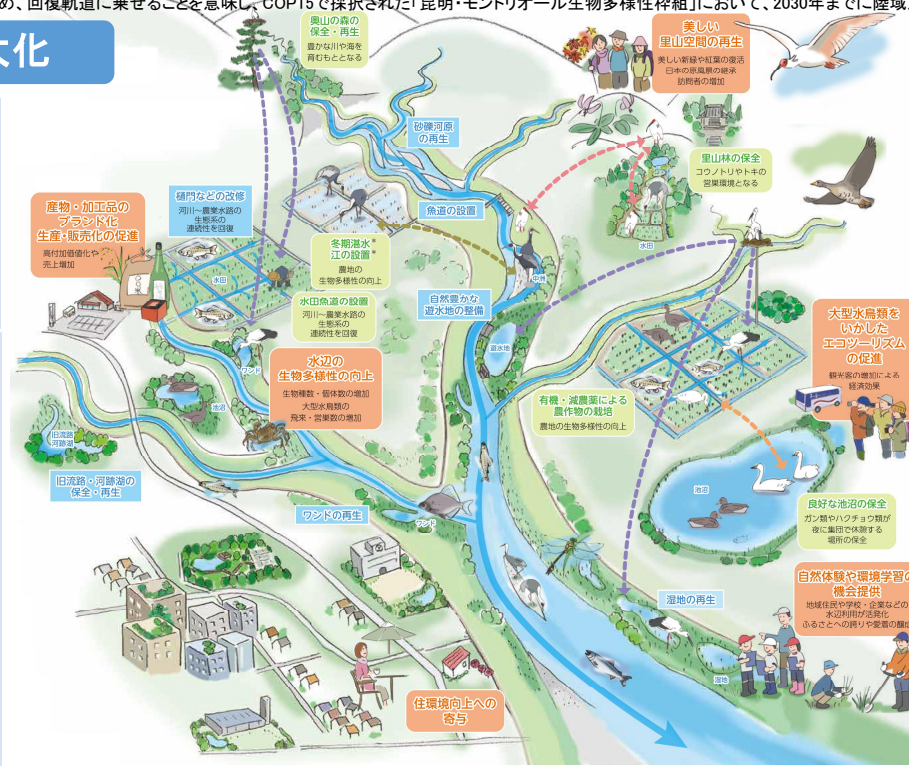 め、回復軌道に乗せることを意味し、COP15で採択された「昆明・モントリオール生物多様性枠組」において、2030年までに陸域
大化
奥山の森の
保全・再生
豊かな川や海を
育むもととなる
美しい
里山空間の再生
美しい新緑や紅葉の復活
日本の原風景の継承
訪問者の増加
砂礫河原
の再生
里山林の保全
コウノトリやトキの
営巣環境となる
水田
産物・加工品の
ブランド化
生産・販売化の促進
高付加価値化や
売上増加
樋門などの改修
河川~農業水路の
生態系の
連続性を回復
魚道の設置
冬期湛水
江の設置
農地の
生物多様性の向上
水田
中洲
水田魚道の設置
河川~農業水路の
生態系の
連続性を回復
自然豊かな
遊水地の整備
遊水地
大型水鳥類を
いかした
エコツーリズム
の促進
観光客の増加による
経済効果
水辺の
生物多様性の向上
生物種数・個体数の増加
大型水鳥類の
飛来・営巣数の増加
ワンド
池沼
有機・減農薬による
農作物の栽培
農地の生物多様性の向上
旧流路
河跡湖
旧流路・河跡湖の
保全・再生
池沼
良好な池沼の保全
ガン類やハクチョウ類が
夜に集団で休憩する
場所の保全
ワンドの再生
ワンド
湿地の再生
自然体験や環境学習の
機会提供
地域住民や学校・企業などの
水辺利用が活発化
ふるさとへの誇りや愛着の醸成
湿地
住環境向上への
寄与